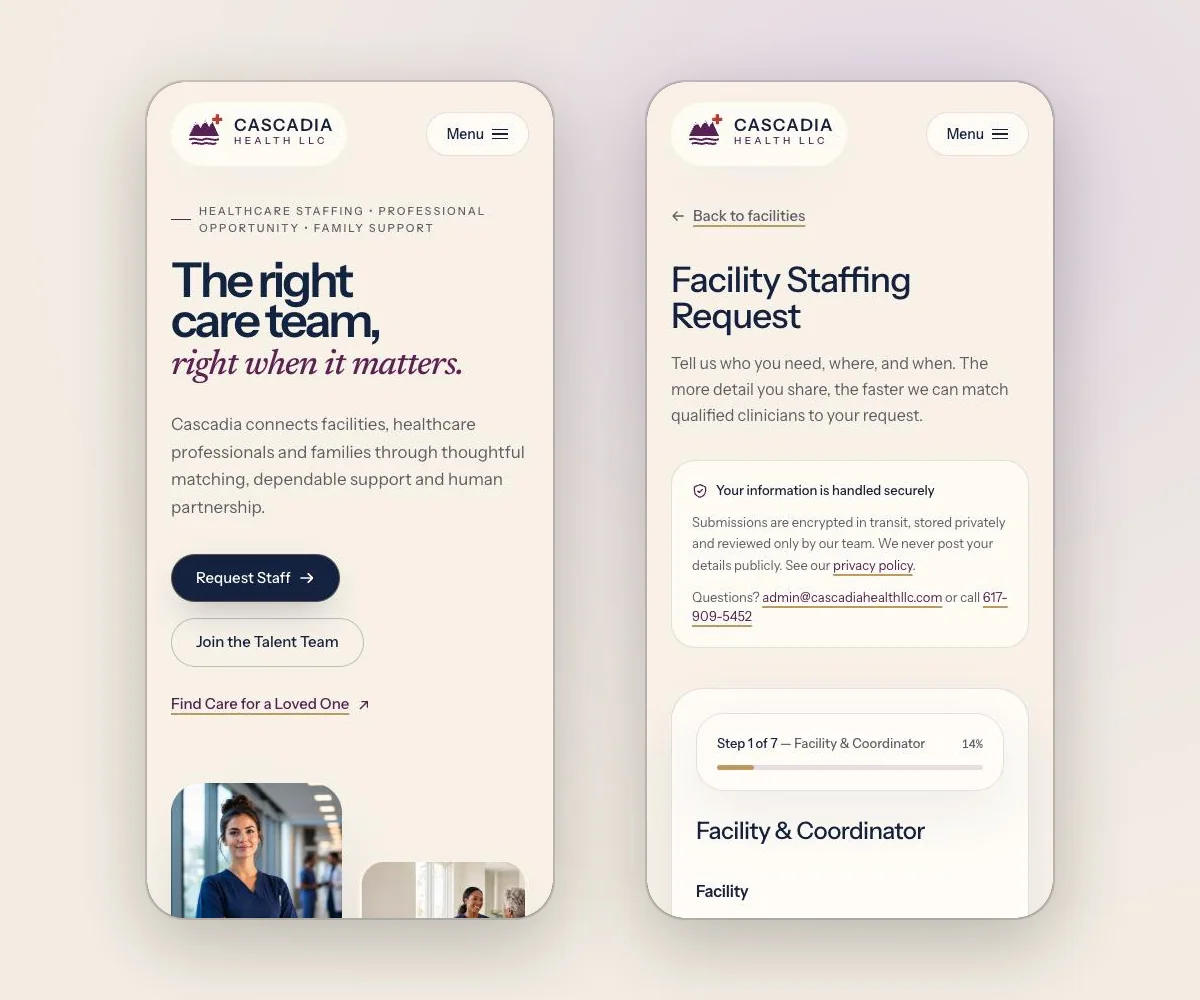 CASCADIA
HEALTH LLC
Menu
HEALTHCARE STAFFING • PROFESSIONAL
OPPORTUNITY • FAMILY SUPPORT
The right
care team,
right when it matters.
Cascadia connects facilities, healthcare
professionals and families through thoughtful
matching, dependable support and human
partnership.
Request Staff →
Join the Talent Team
Find Care for a Loved One ↗
CASCADIA
HEALTH LLC
Menu
← Back to facilities
Facility Staffing
Request
Tell us who you need, where, and when. The
more detail you share, the faster we can match
qualified clinicians to your request.
Your information is handled securely
Submissions are encrypted in transit, stored privately
and reviewed only by our team. We never post your
details publicly. See our privacy policy.
Questions? admin@cascadiahealthllc.com or call 617-
909-5452
Step 1 of 7 — Facility & Coordinator 14%
Facility & Coordinator
Facility